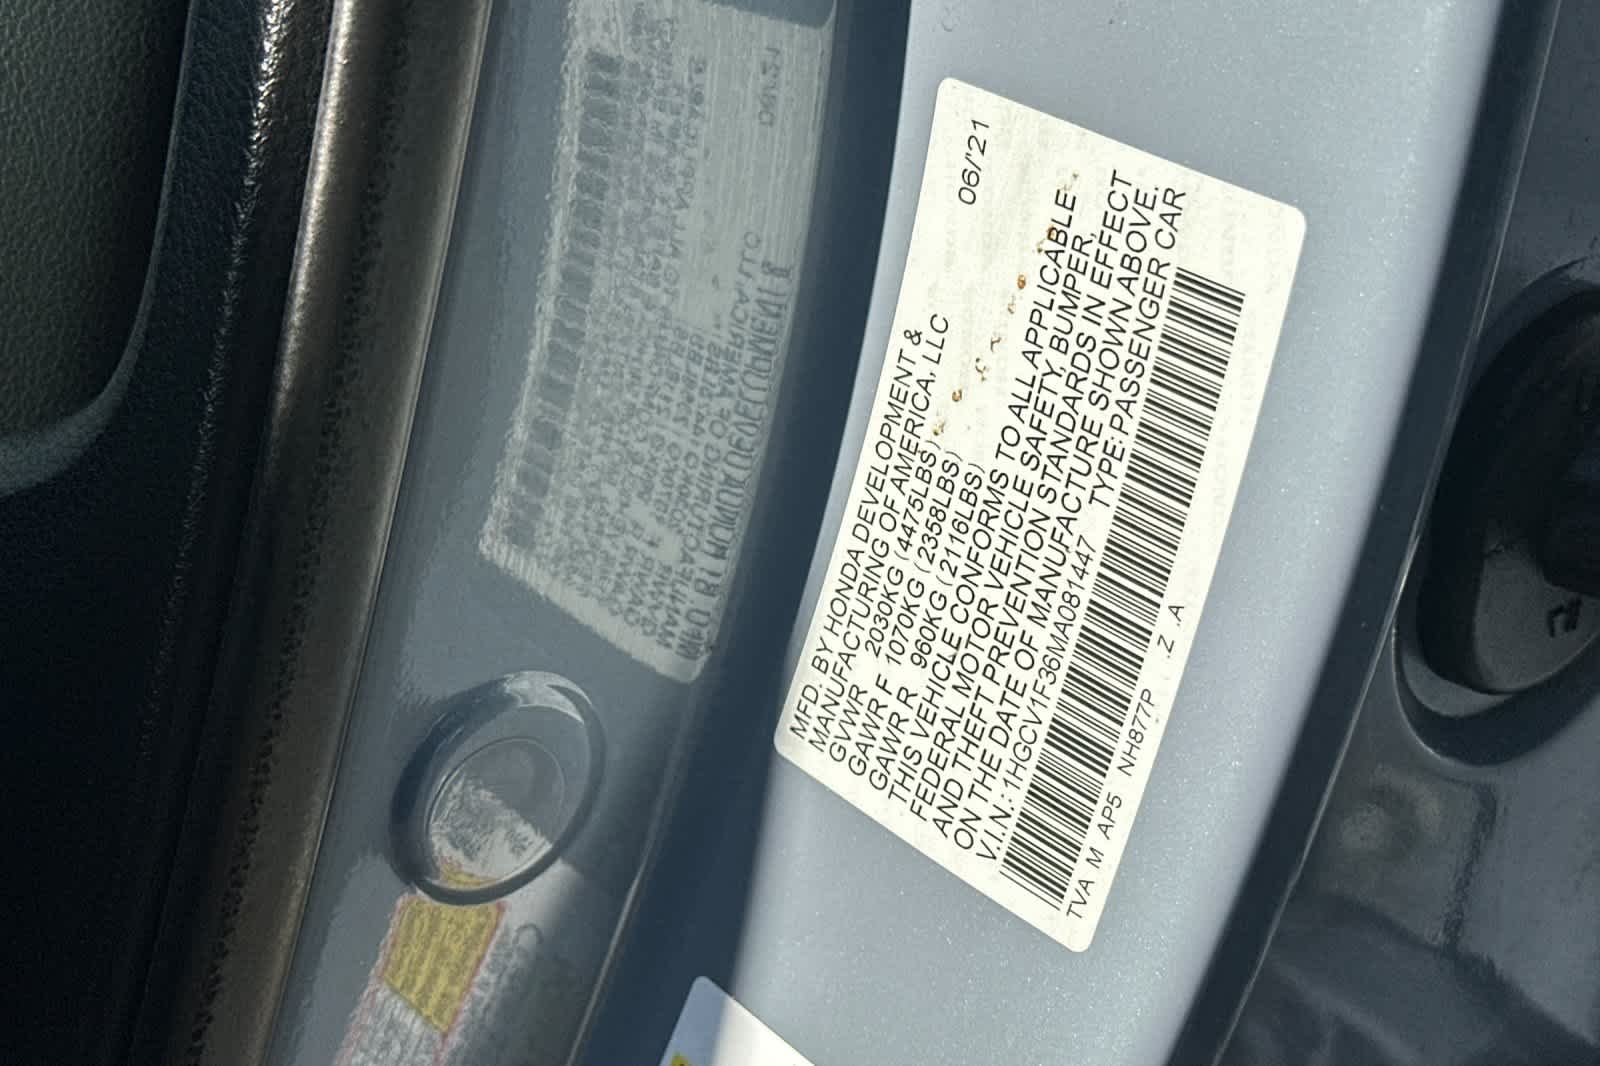 06/'21
MFD. BY HONDA DEVELOPMENT &
MANUFACTURING OF AMERICA, LLC
GVWR 2030KG (4475LBS)
GAWR F 1070KG (2358LBS)
GAWR R 960KG (2116LBS)
THIS VEHICLE CONFORMS TO ALL APPLICABLE
FEDERAL MOTOR VEHICLE SAFETY, BUMPER,
AND THEFT PREVENTION STANDARDS IN EFFECT
ON THE DATE OF MANUFACTURE SHOWN ABOVE.
V.I.N.:1HGCV1F36MA081447 TYPE:PASSENGER CAR
TVA M AP5 NH877P .Z .A